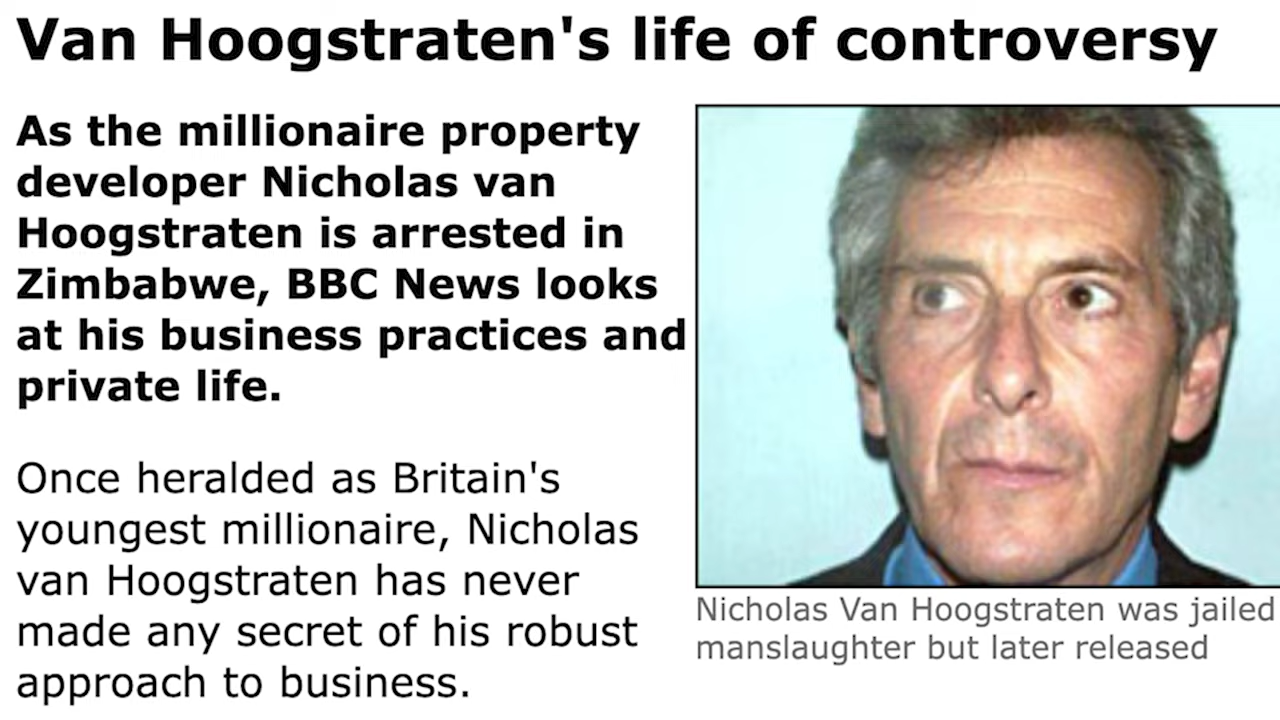 Van Hoogstraten's life of controversy
As the millionaire property
developer Nicholas van
Hoogstraten is arrested in
Zimbabwe, BBC News looks
at his business practices and
private life.
Once heralded as Britain's
youngest millionaire, Nicholas
van Hoogstraten has never
made any secret of his robust
approach to business.
Nicholas Van Hoogstraten was jailed
manslaughter but later released